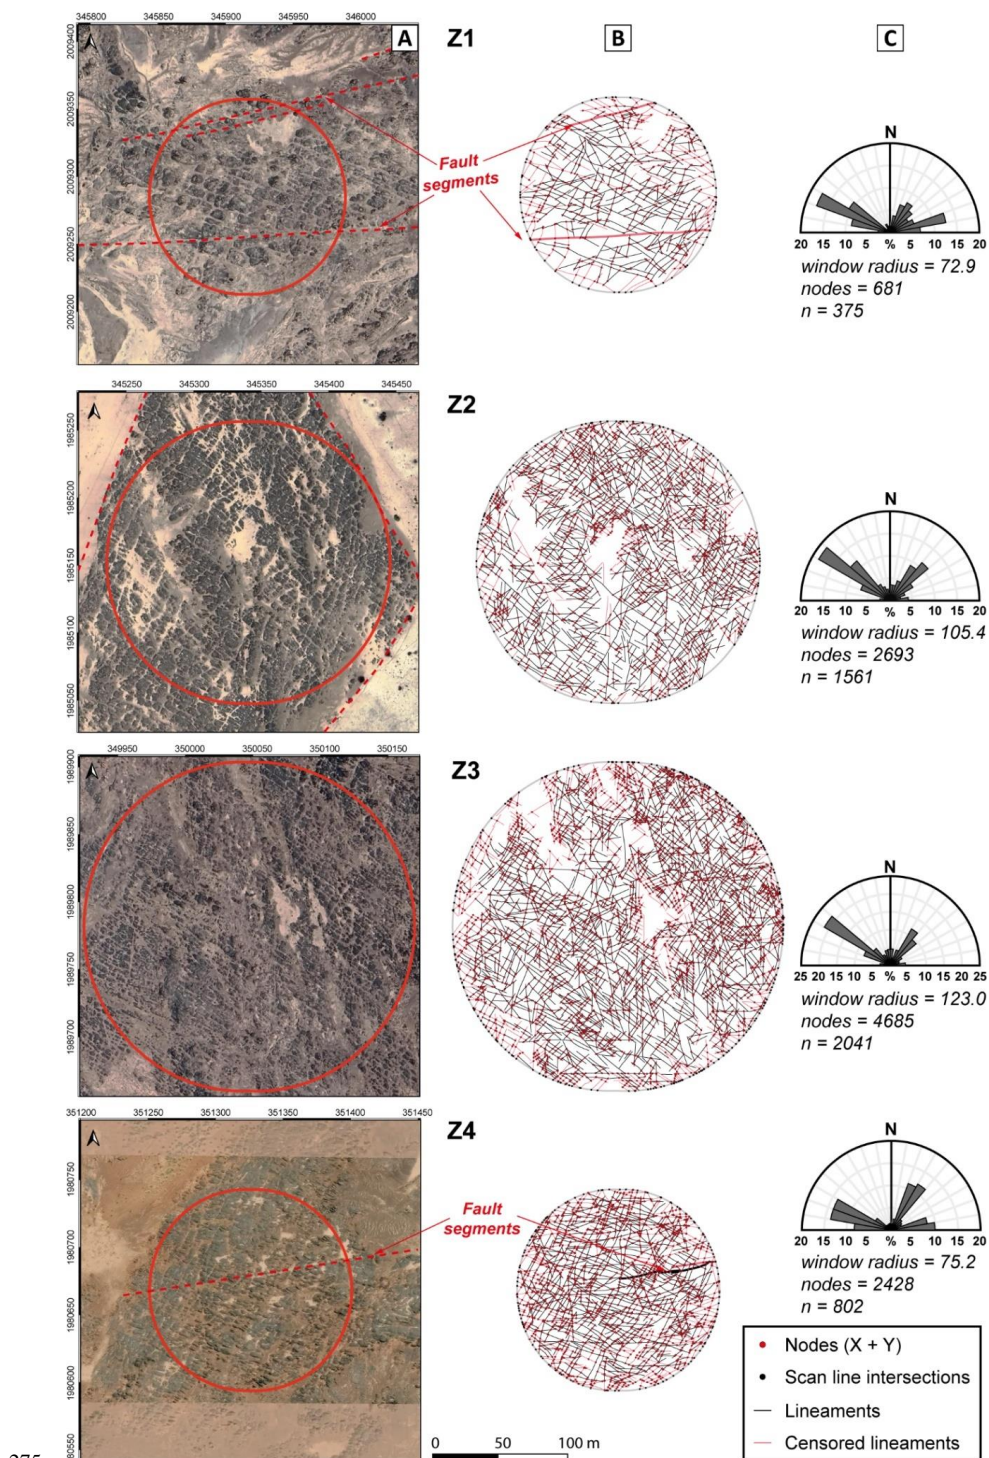 345800 345850 345900 345950 346000
A
Z1
B
C
2009400
2009350
2009300
2009250
2009200
Fault
segments
N
20 15 10 5 % 5 10 15 20
window radius = 72.9
nodes = 681
n = 375
345250 345300 345350 345400 345450
Z2
1985250
1985200
1985150
1985100
1985050
N
20 15 10 5 % 5 10 15 20
window radius = 105.4
nodes = 2693
n = 1561
349950 350000 350050 350100 350150
Z3
1989900
1989850
1989800
1989750
1989700
N
25 20 15 10 5 % 5 10 15 20 25
window radius = 123.0
nodes = 4685
n = 2041
351200 351250 351300 351350 351400 351450
Z4
1980750
1980700
1980650
1980600
Fault
segments
N
20 15 10 5 % 5 10 15 20
window radius = 75.2
nodes = 2428
n = 802
Nodes (X + Y)
Scan line intersections
Lineaments
Censored lineaments
0 50 100 m